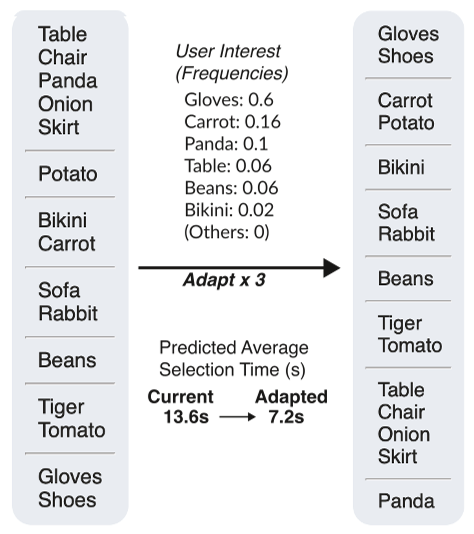 Table
Chair
Panda
Onion
Skirt
Potato
Bikini
Carrot
Sofa
Rabbit
Beans
Tiger
Tomato
Gloves
Shoes
User Interest
(Frequencies)
Gloves: 0.6
Carrot: 0.16
Panda: 0.1
Table: 0.06
Beans: 0.06
Bikini: 0.02
(Others: 0)
Adapt x 3
Predicted Average
Selection Time (s)
Current Adapted
13.6s 7.2s
Gloves
Shoes
Carrot
Potato
Bikini
Sofa
Rabbit
Beans
Tiger
Tomato
Table
Chair
Onion
Skirt
Panda